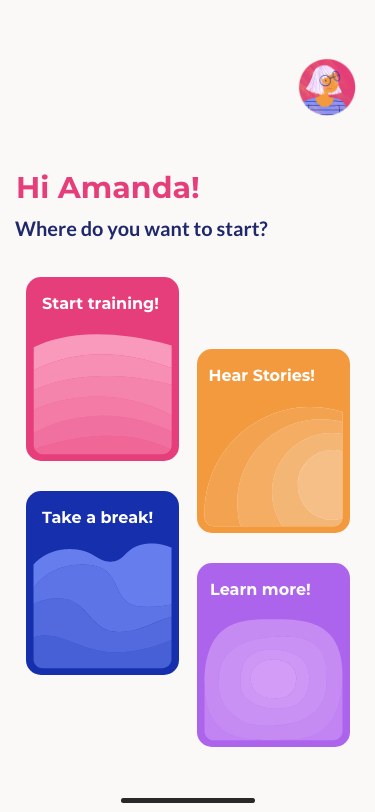 Hi Amanda!
Where do you want to start?
Start training!
Hear Stories!
Take a break!
Learn more!